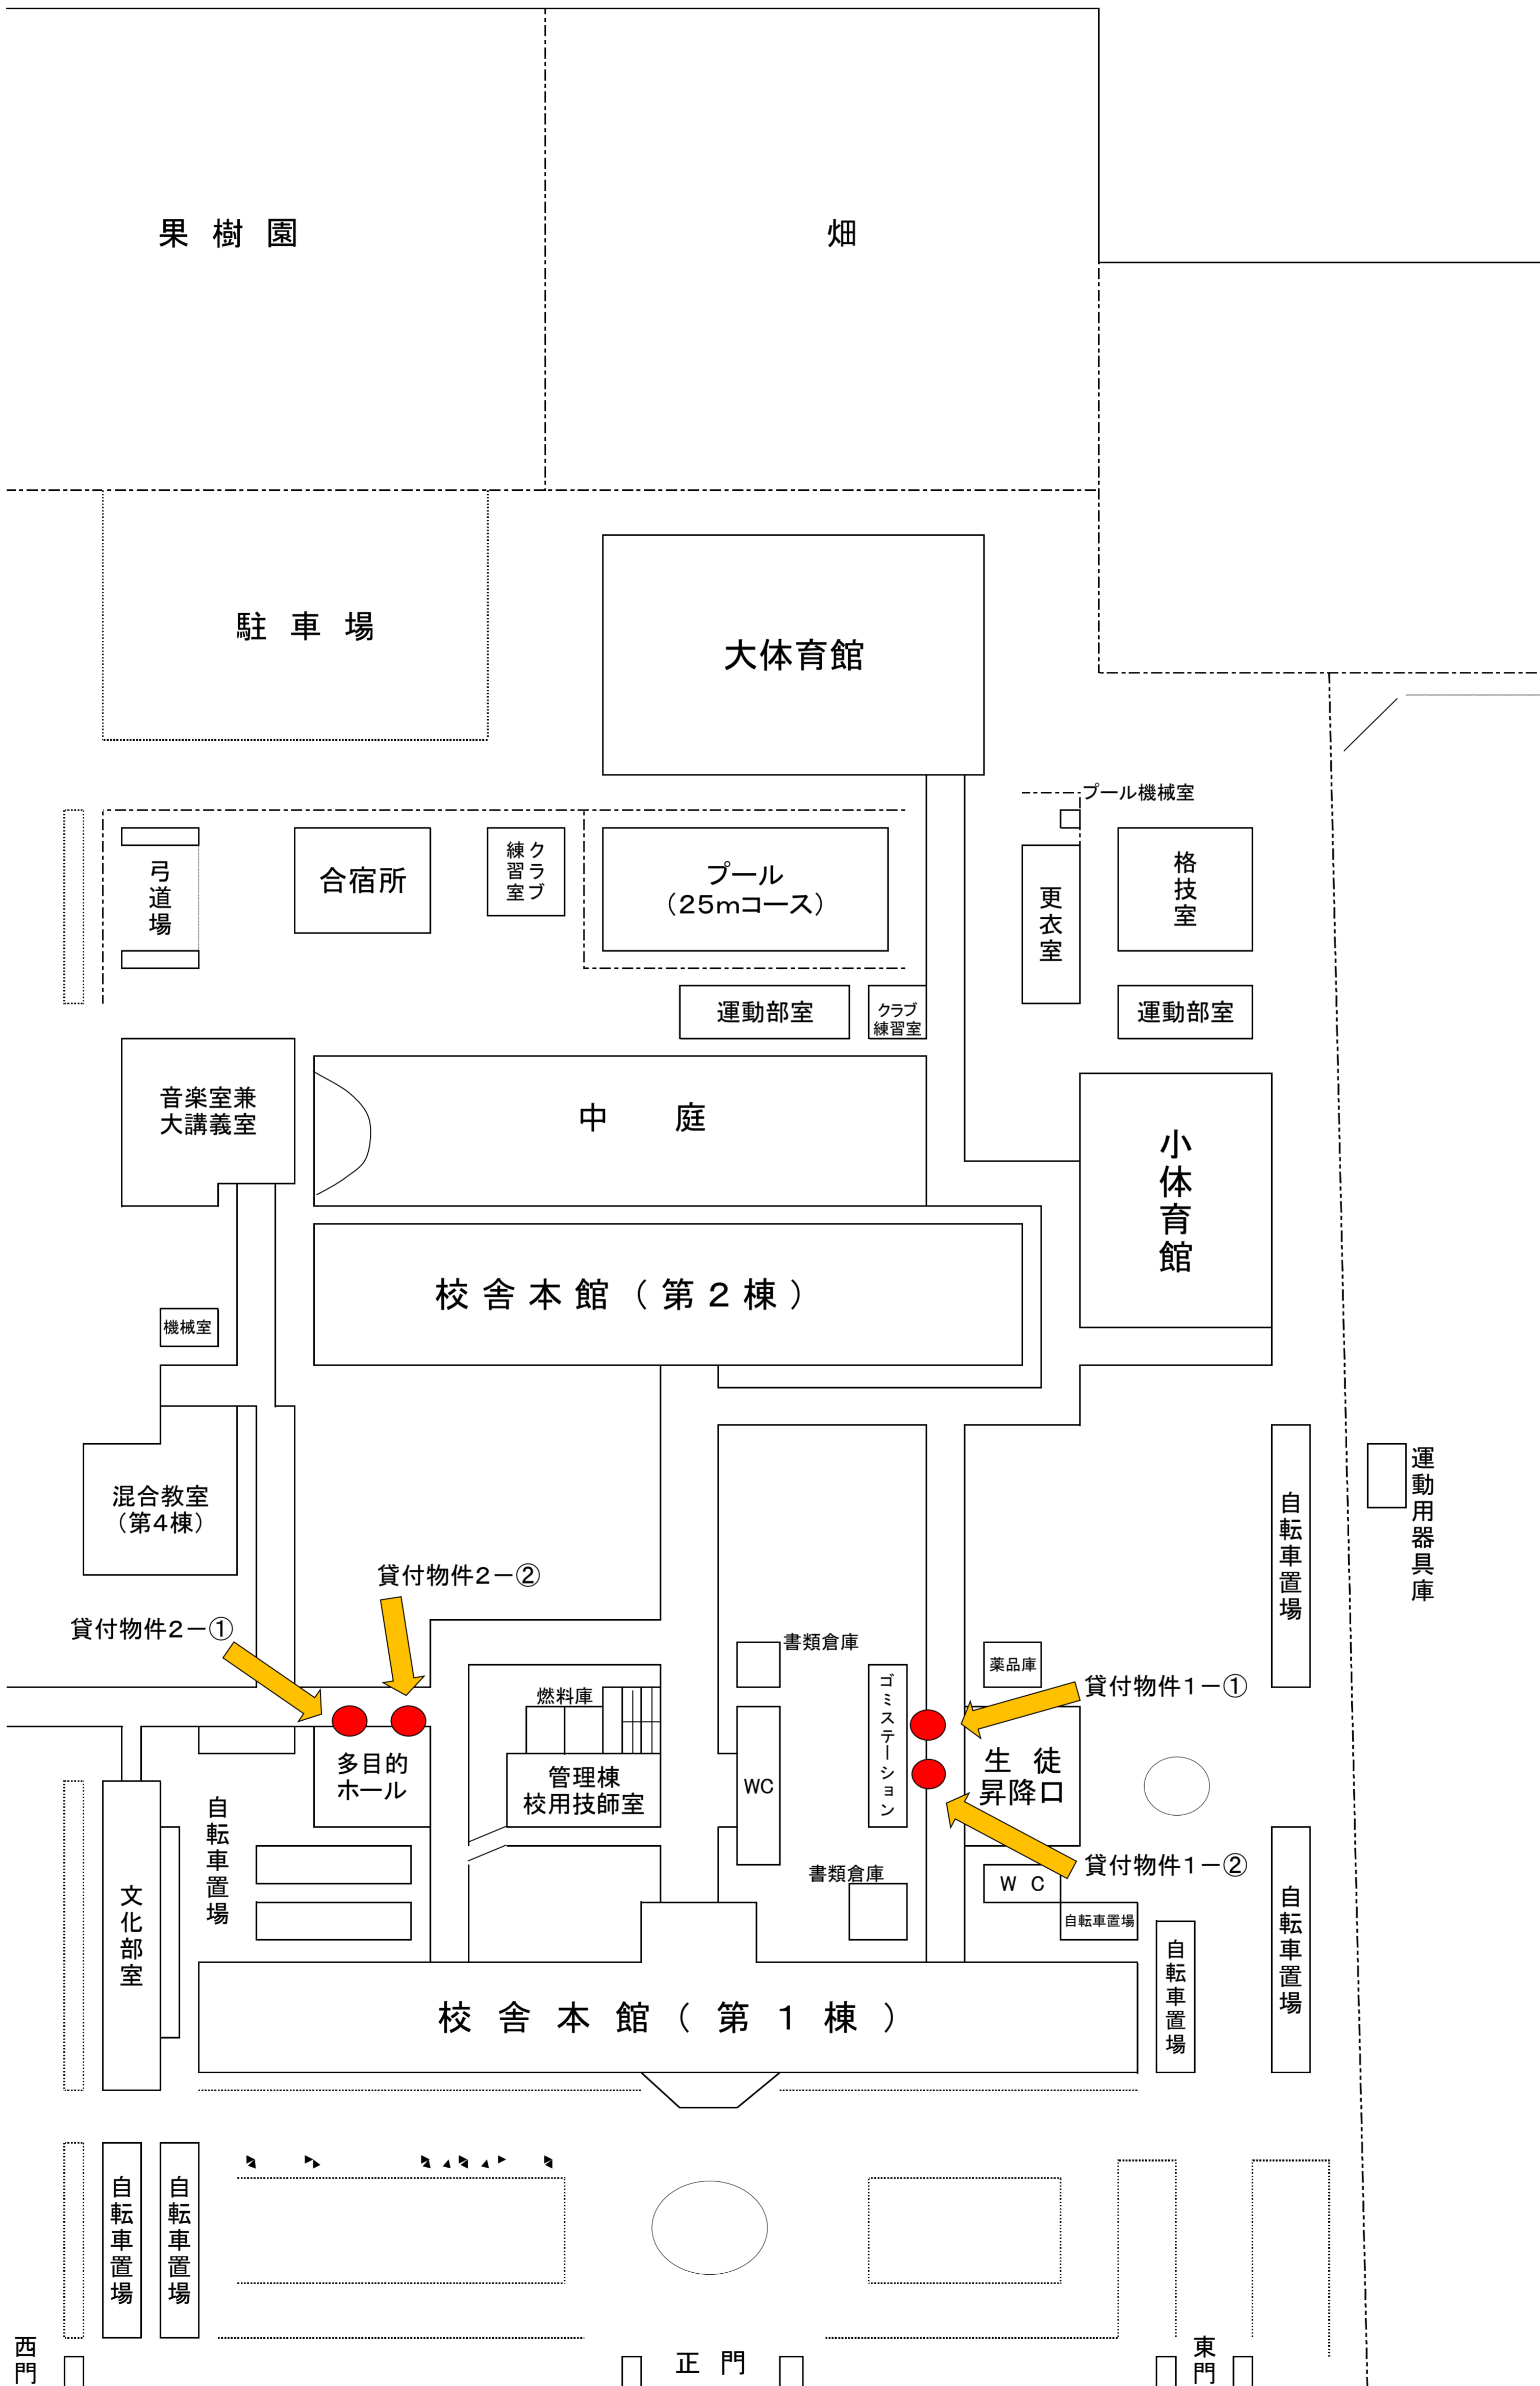 果樹園
畑
駐車場
大体育館
プール機械室
弓道場
合宿所
クラブ
練習室
プール
(25mコース)
更衣室
格技室
運動部室
クラブ
練習室
運動部室
音楽室兼
大講義室
中庭
小体育館
校舎本館(第2棟)
機械室
混合教室
(第4棟)
自転車置場
運動用器具庫
貸付物件2-②
貸付物件2-①
書類倉庫
薬品庫
ゴミステーション
貸付物件1-①
燃料庫
多目的
ホール
管理棟
校用技師室
WC
生徒
昇降口
自転車置場
書類倉庫
貸付物件1-②
WC
文化部室
自転車置場
自転車置場
自転車置場
校舎本館(第1棟)
自転車置場
自転車置場
西門
正門
東門